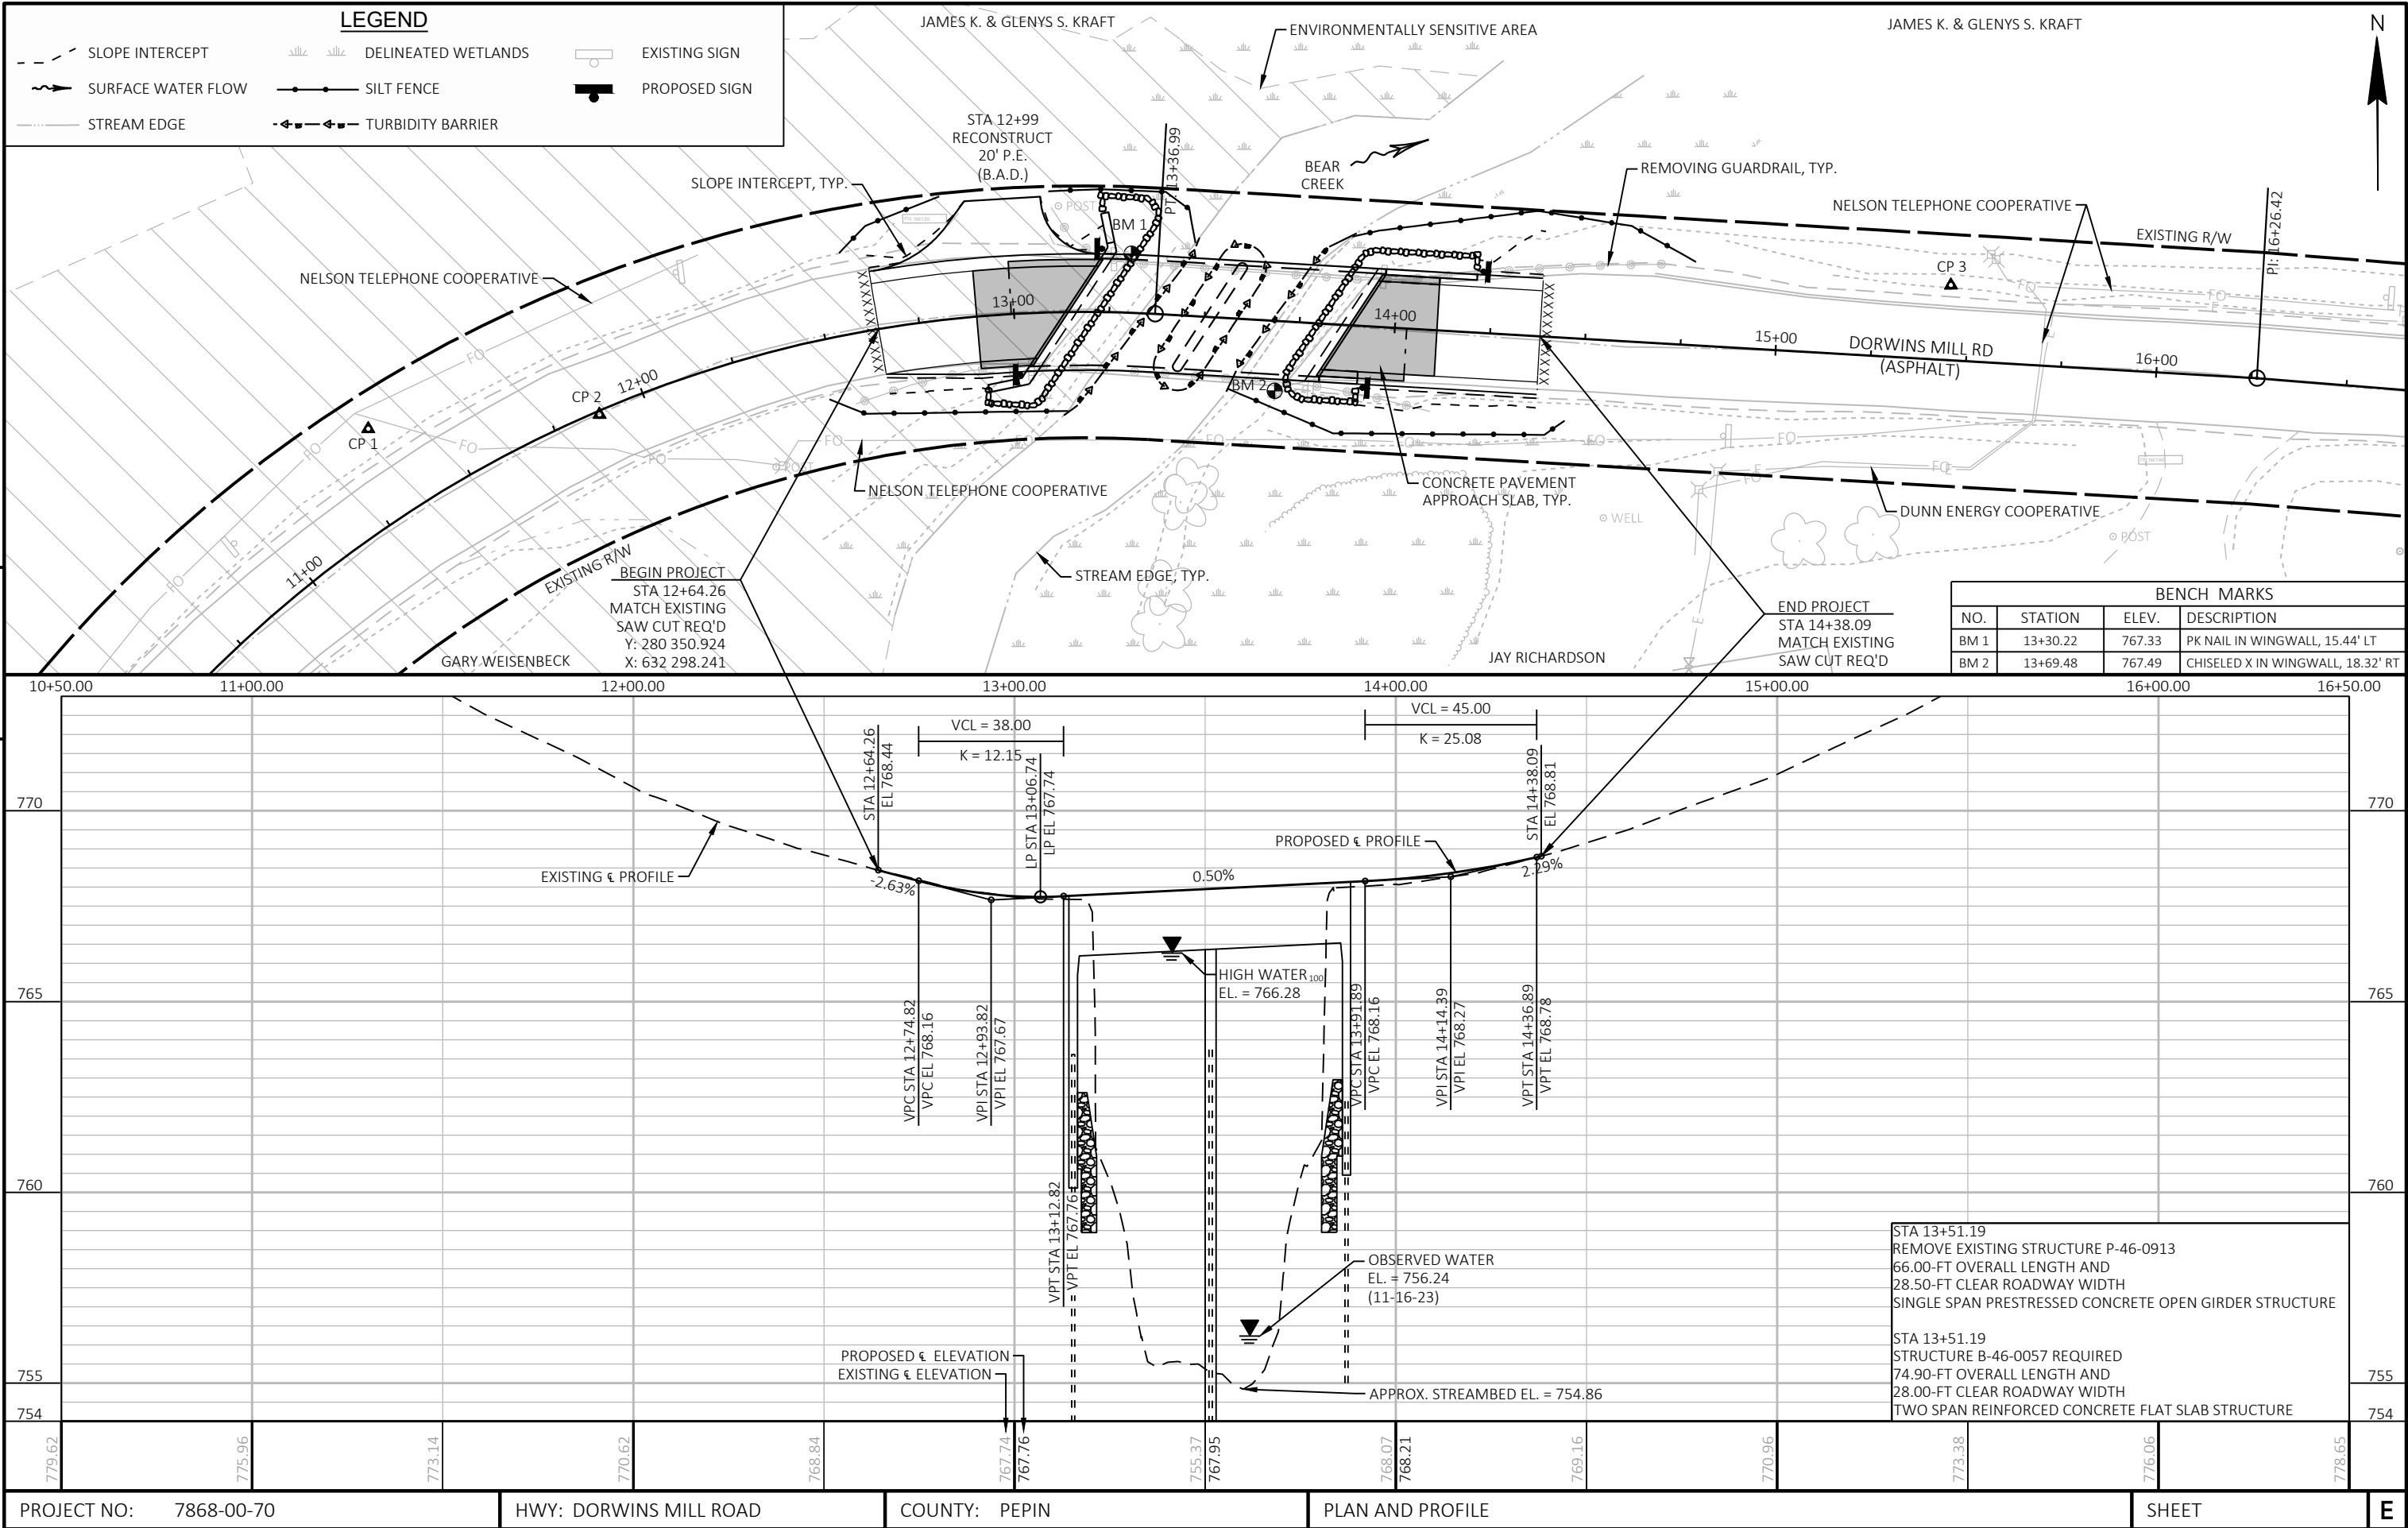 LEGEND
SLOPE INTERCEPT
SURFACE WATER FLOW
STREAM EDGE
DELINEATED WETLANDS
SILT FENCE
TURBIDITY BARRIER
EXISTING SIGN
PROPOSED SIGN
JAMES K. & GLENYS S. KRAFT
ENVIRONMENTALLY SENSITIVE AREA
JAMES K. & GLENYS S. KRAFT
N
STA 12+99
RECONSTRUCT
20' P.E.
(B.A.D.)
PT: 13+36.99
BEAR
CREEK
SLOPE INTERCEPT, TYP.
REMOVING GUARDRAIL, TYP.
NELSON TELEPHONE COOPERATIVE
EXISTING R/W
PI: 16+26.42
POST
BM 1
NELSON TELEPHONE COOPERATIVE
CP 3
FO
FO
13+00
14+00
15+00
DORWINS MILL RD
(ASPHALT)
16+00
FO
12+00
CP 2
CP 1
BM 2
FO
FO
FO
FO
FO
FO
FO
FO
FO
POST
NELSON TELEPHONE COOPERATIVE
CONCRETE PAVEMENT
APPROACH SLAB, TYP.
FO
E
FO
E
WELL
DUNN ENERGY COOPERATIVE
POST
11+00
FO
EXISTING R/W
STREAM EDGE, TYP.
BEGIN PROJECT
STA 12+64.26
MATCH EXISTING
SAW CUT REQ'D
Y: 280 350.924
X: 632 298.241
GARY WEISENBECK
JAY RICHARDSON
E
END PROJECT
STA 14+38.09
MATCH EXISTING
SAW CUT REQ'D
BENCH MARKS
NO. STATION ELEV. DESCRIPTION
BM 1 13+30.22 767.33 PK NAIL IN WINGWALL, 15.44' LT
BM 2 13+69.48 767.49 CHISELED X IN WINGWALL, 18.32' RT
10+50.00 11+00.00 12+00.00 13+00.00 14+00.00 15+00.00 16+00.00 16+50.00
VCL = 38.00
K = 12.15
VCL = 45.00
K = 25.08
STA 12+64.26
EL 768.44
LP STA 13+06.74
LP EL 767.74
STA 14+38.09
EL 768.81
770 770
EXISTING ℄ PROFILE
-2.63%
0.50%
PROPOSED ℄ PROFILE
2.29%
HIGH WATER100
EL. = 766.28
765 765
VPC STA 12+74.82
VPC EL 768.16
VPI STA 12+93.82
VPI EL 767.67
VPT STA 13+12.82
VPT EL 767.76
VPC STA 13+91.89
VPC EL 768.16
VPI STA 14+14.39
VPI EL 768.27
VPT STA 14+36.89
VPT EL 768.78
760 760
OBSERVED WATER
EL. = 756.24
(11-16-23)
PROPOSED ℄ ELEVATION
EXISTING ℄ ELEVATION
APPROX. STREAMBED EL. = 754.86
755 755
754 754
STA 13+51.19
REMOVE EXISTING STRUCTURE P-46-0913
66.00-FT OVERALL LENGTH AND
28.50-FT CLEAR ROADWAY WIDTH
SINGLE SPAN PRESTRESSED CONCRETE OPEN GIRDER STRUCTURE
STA 13+51.19
STRUCTURE B-46-0057 REQUIRED
74.90-FT OVERALL LENGTH AND
28.00-FT CLEAR ROADWAY WIDTH
TWO SPAN REINFORCED CONCRETE FLAT SLAB STRUCTURE
779.62
775.96
773.14
770.62
768.84
767.74
767.76
755.37
767.95
768.07
768.21
769.16
770.96
773.38
776.06
778.65
PROJECT NO: 7868-00-70 HWY: DORWINS MILL ROAD COUNTY: PEPIN PLAN AND PROFILE SHEET E